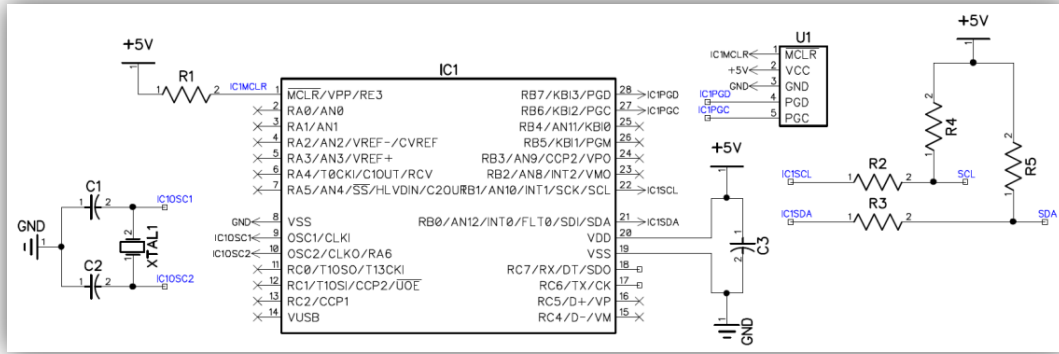 +5V
1
R1
1
2
IC1MCLR
IC1
1 MCLR/VPP/RE3
2 RA0/AN0
3 RA1/AN1
4 RA2/AN2/VREF-/CVREF
5 RA3/AN3/VREF+
6 RA4/T0CKI/C1OUT/RCV
7 RA5/AN4/SS/HLVDIN/C2OUT
GND 8 VSS
IC1OSC1 9 OSC1/CLKI
IC1OSC2 10 OSC2/CLKO/RA6
11 RC0/T1OSO/T13CKI
12 RC1/T1OSI/CCP2/UOE
13 RC2/CCP1
14 VUSB
RB7/KBI3/PGD 28 IC1PGD
RB6/KBI2/PGC 27 IC1PGC
RB4/AN11/KBI0 25
RB5/KBI1/PGM 26
RB3/AN9/CCP2/VPO 24
RB2/AN8/INT2/VMO 23
RB1/AN10/INT1/SCK/SCL 22 IC1SCL
RB0/AN12/INT0/FLT0/SDI/SDA 21 IC1SDA
VDD 20
VSS 19
RC7/RX/DT/SDO 18
RC6/TX/CK 17
RC5/D+/VP 16
RC4/D-/VM 15
C1
1 2
IC1OSC1
GND
1
2
1
XTAL1
C2
1 2
IC1OSC2
U1
IC1MCLR 1 MCLR
+5V 2 VCC
GND 3 GND
IC1PGD 4 PGD
IC1PGC 5 PGC
+5V
1
1
2
C3
1
GND
+5V
1
2
1
R4
2
1
R5
IC1SCL
R2
1 2
SCL
IC1SDA
R3
1 2
SDA